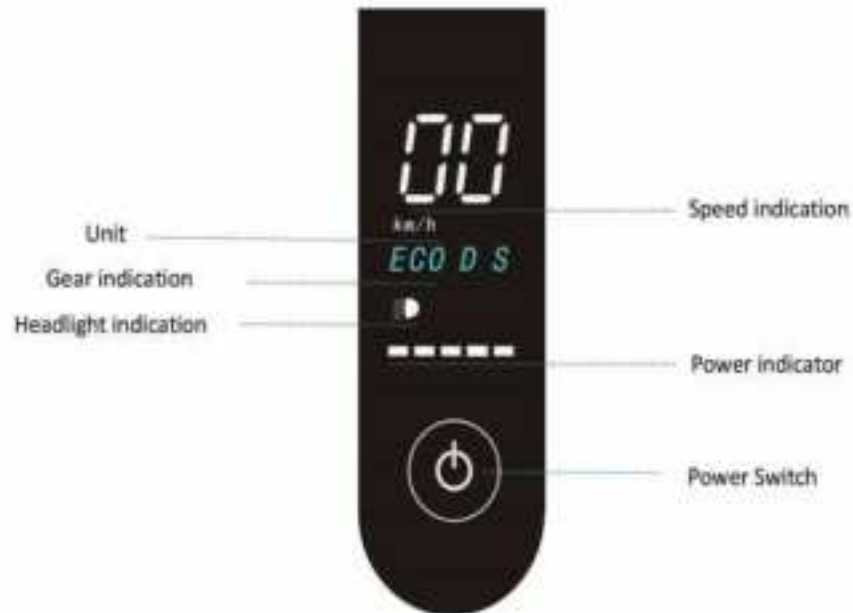 00
Speed indication
km/h
Unit
ECO D S
Gear indication
Headlight indication
Power indicator
Power Switch